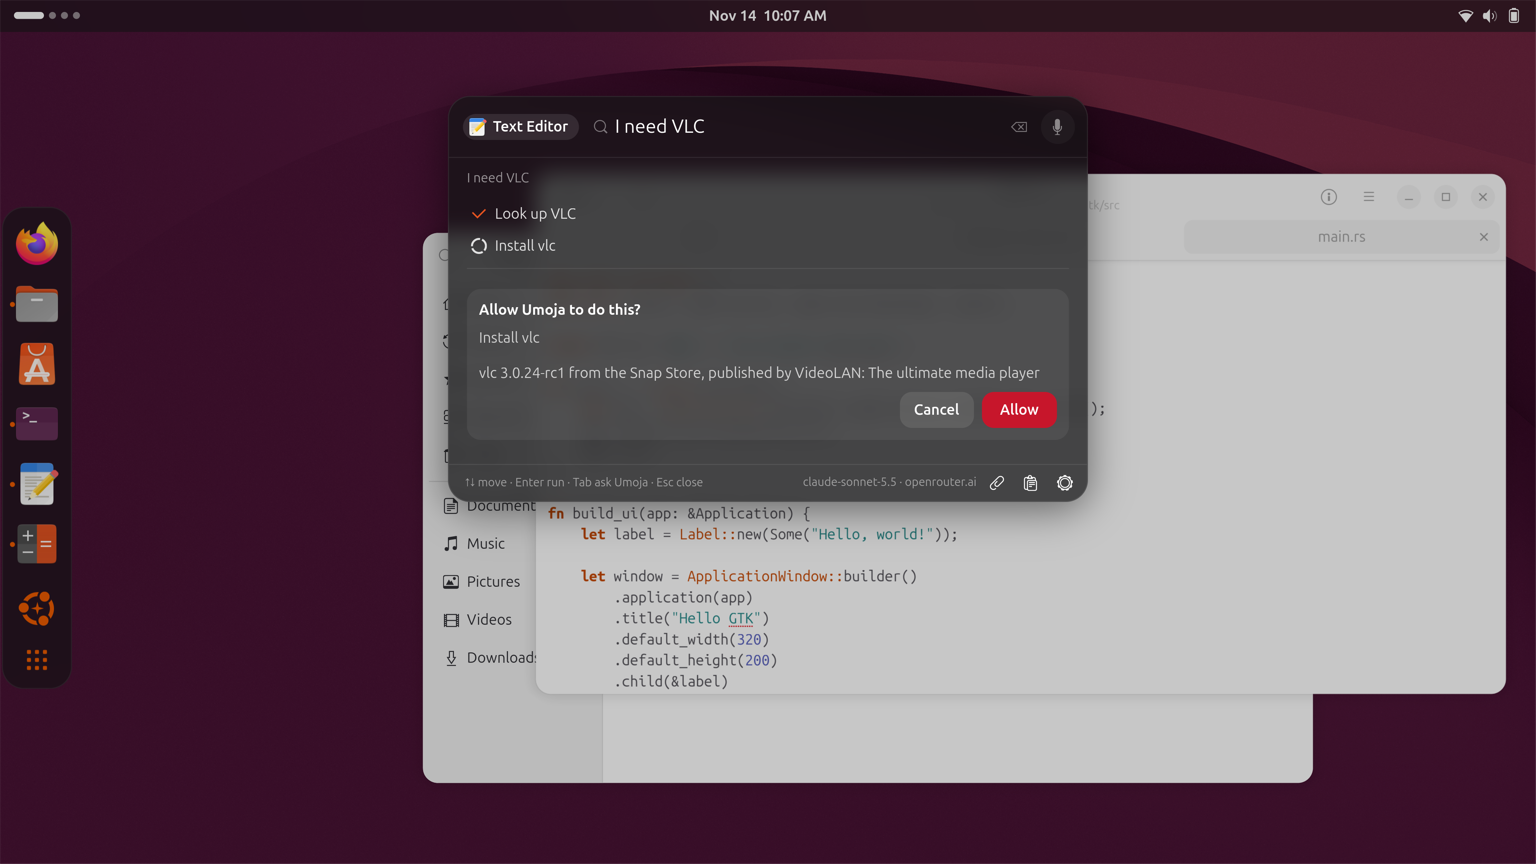 Nov 14 10:07 AM
Text Editor
I need VLC
I need VLC
Look up VLC
Install vlc
Allow Umoja to do this?
Install vlc
vlc 3.0.24-rc1 from the Snap Store, published by VideoLAN: The ultimate media player
Cancel
Allow
↑↓ move · Enter run · Tab ask Umoja · Esc close
claude-sonnet-5.5 · openrouter.ai
tk/src
main.rs
);
Document
Music
Pictures
Videos
Downloads
fn build_ui(app: &Application) {
let label = Label::new(Some("Hello, world!"));
let window = ApplicationWindow::builder()
.application(app)
.title("Hello GTK")
.default_width(320)
.default_height(200)
.child(&label)